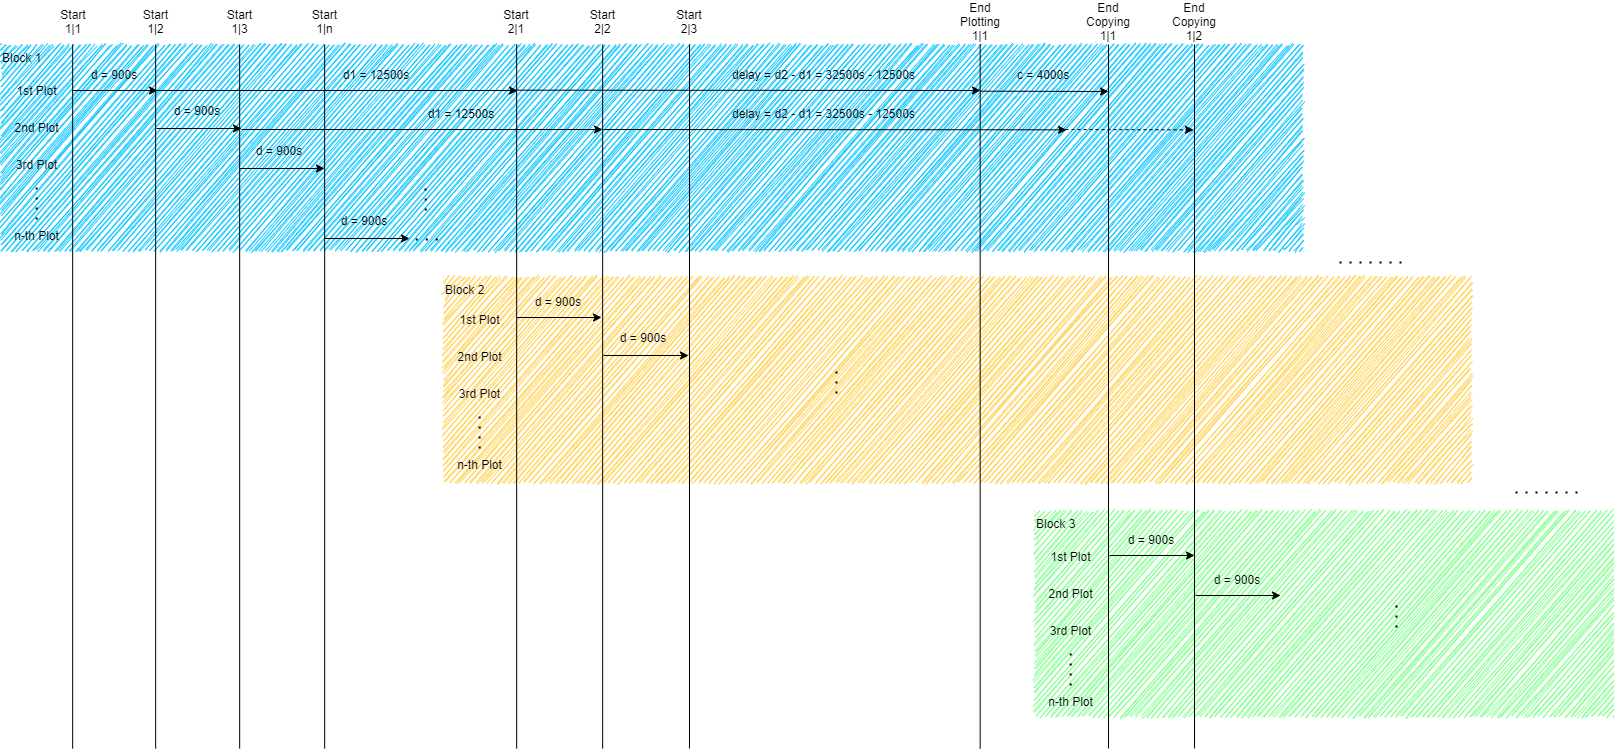 Start
1|1
Start
1|2
Start
1|3
Start
1|n
Start
2|1
Start
2|2
Start
2|3
End
Plotting
1|1
End
Copying
1|1
End
Copying
1|2
Block 1
1st Plot
d = 900s
d1 = 12500s
delay = d2 - d1 = 32500s - 12500s
c = 4000s
2nd Plot
d = 900s
d1 = 12500s
delay = d2 - d1 = 32500s - 12500s
3rd Plot
d = 900s
n-th Plot
d = 900s
Block 2
1st Plot
d = 900s
2nd Plot
d = 900s
3rd Plot
n-th Plot
Block 3
1st Plot
d = 900s
2nd Plot
d = 900s
3rd Plot
n-th Plot